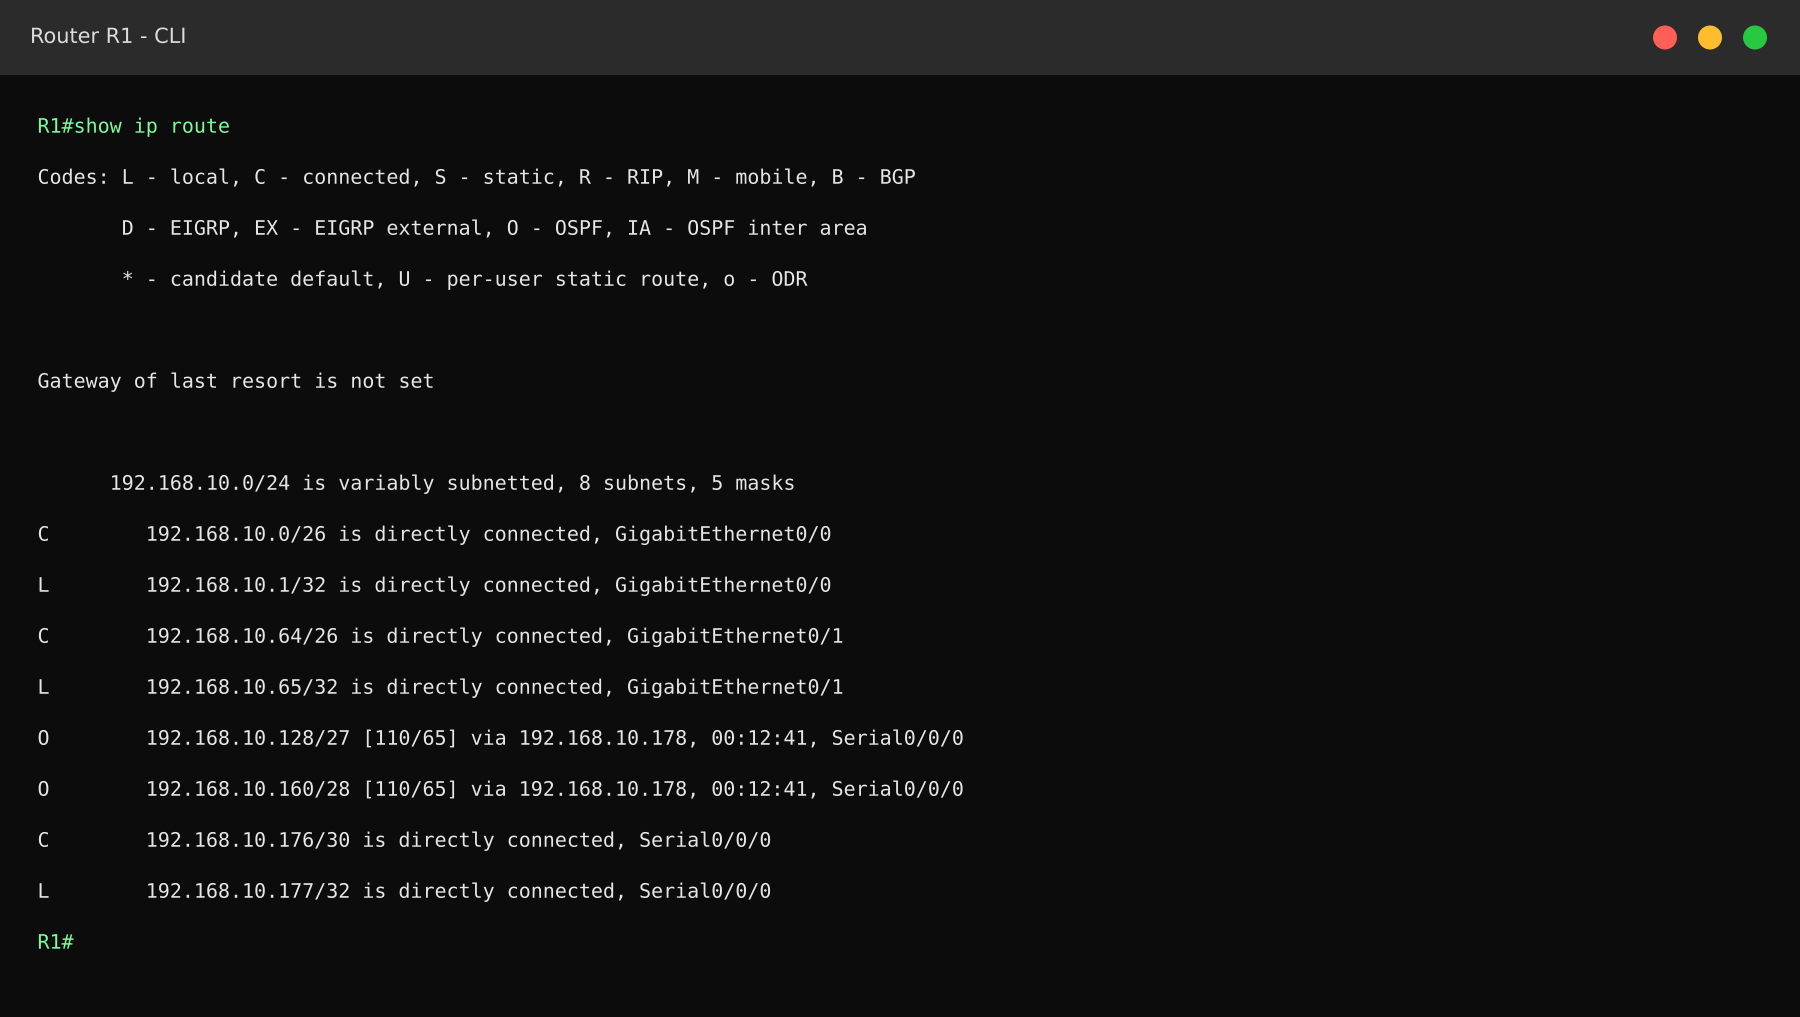 Router R1 - CLI
R1#show ip route
Codes: L - local, C - connected, S - static, R - RIP, M - mobile, B - BGP
       D - EIGRP, EX - EIGRP external, O - OSPF, IA - OSPF inter area
       * - candidate default, U - per-user static route, o - ODR
Gateway of last resort is not set
      192.168.10.0/24 is variably subnetted, 8 subnets, 5 masks
C        192.168.10.0/26 is directly connected, GigabitEthernet0/0
L        192.168.10.1/32 is directly connected, GigabitEthernet0/0
C        192.168.10.64/26 is directly connected, GigabitEthernet0/1
L        192.168.10.65/32 is directly connected, GigabitEthernet0/1
O        192.168.10.128/27 [110/65] via 192.168.10.178, 00:12:41, Serial0/0/0
O        192.168.10.160/28 [110/65] via 192.168.10.178, 00:12:41, Serial0/0/0
C        192.168.10.176/30 is directly connected, Serial0/0/0
L        192.168.10.177/32 is directly connected, Serial0/0/0
R1#